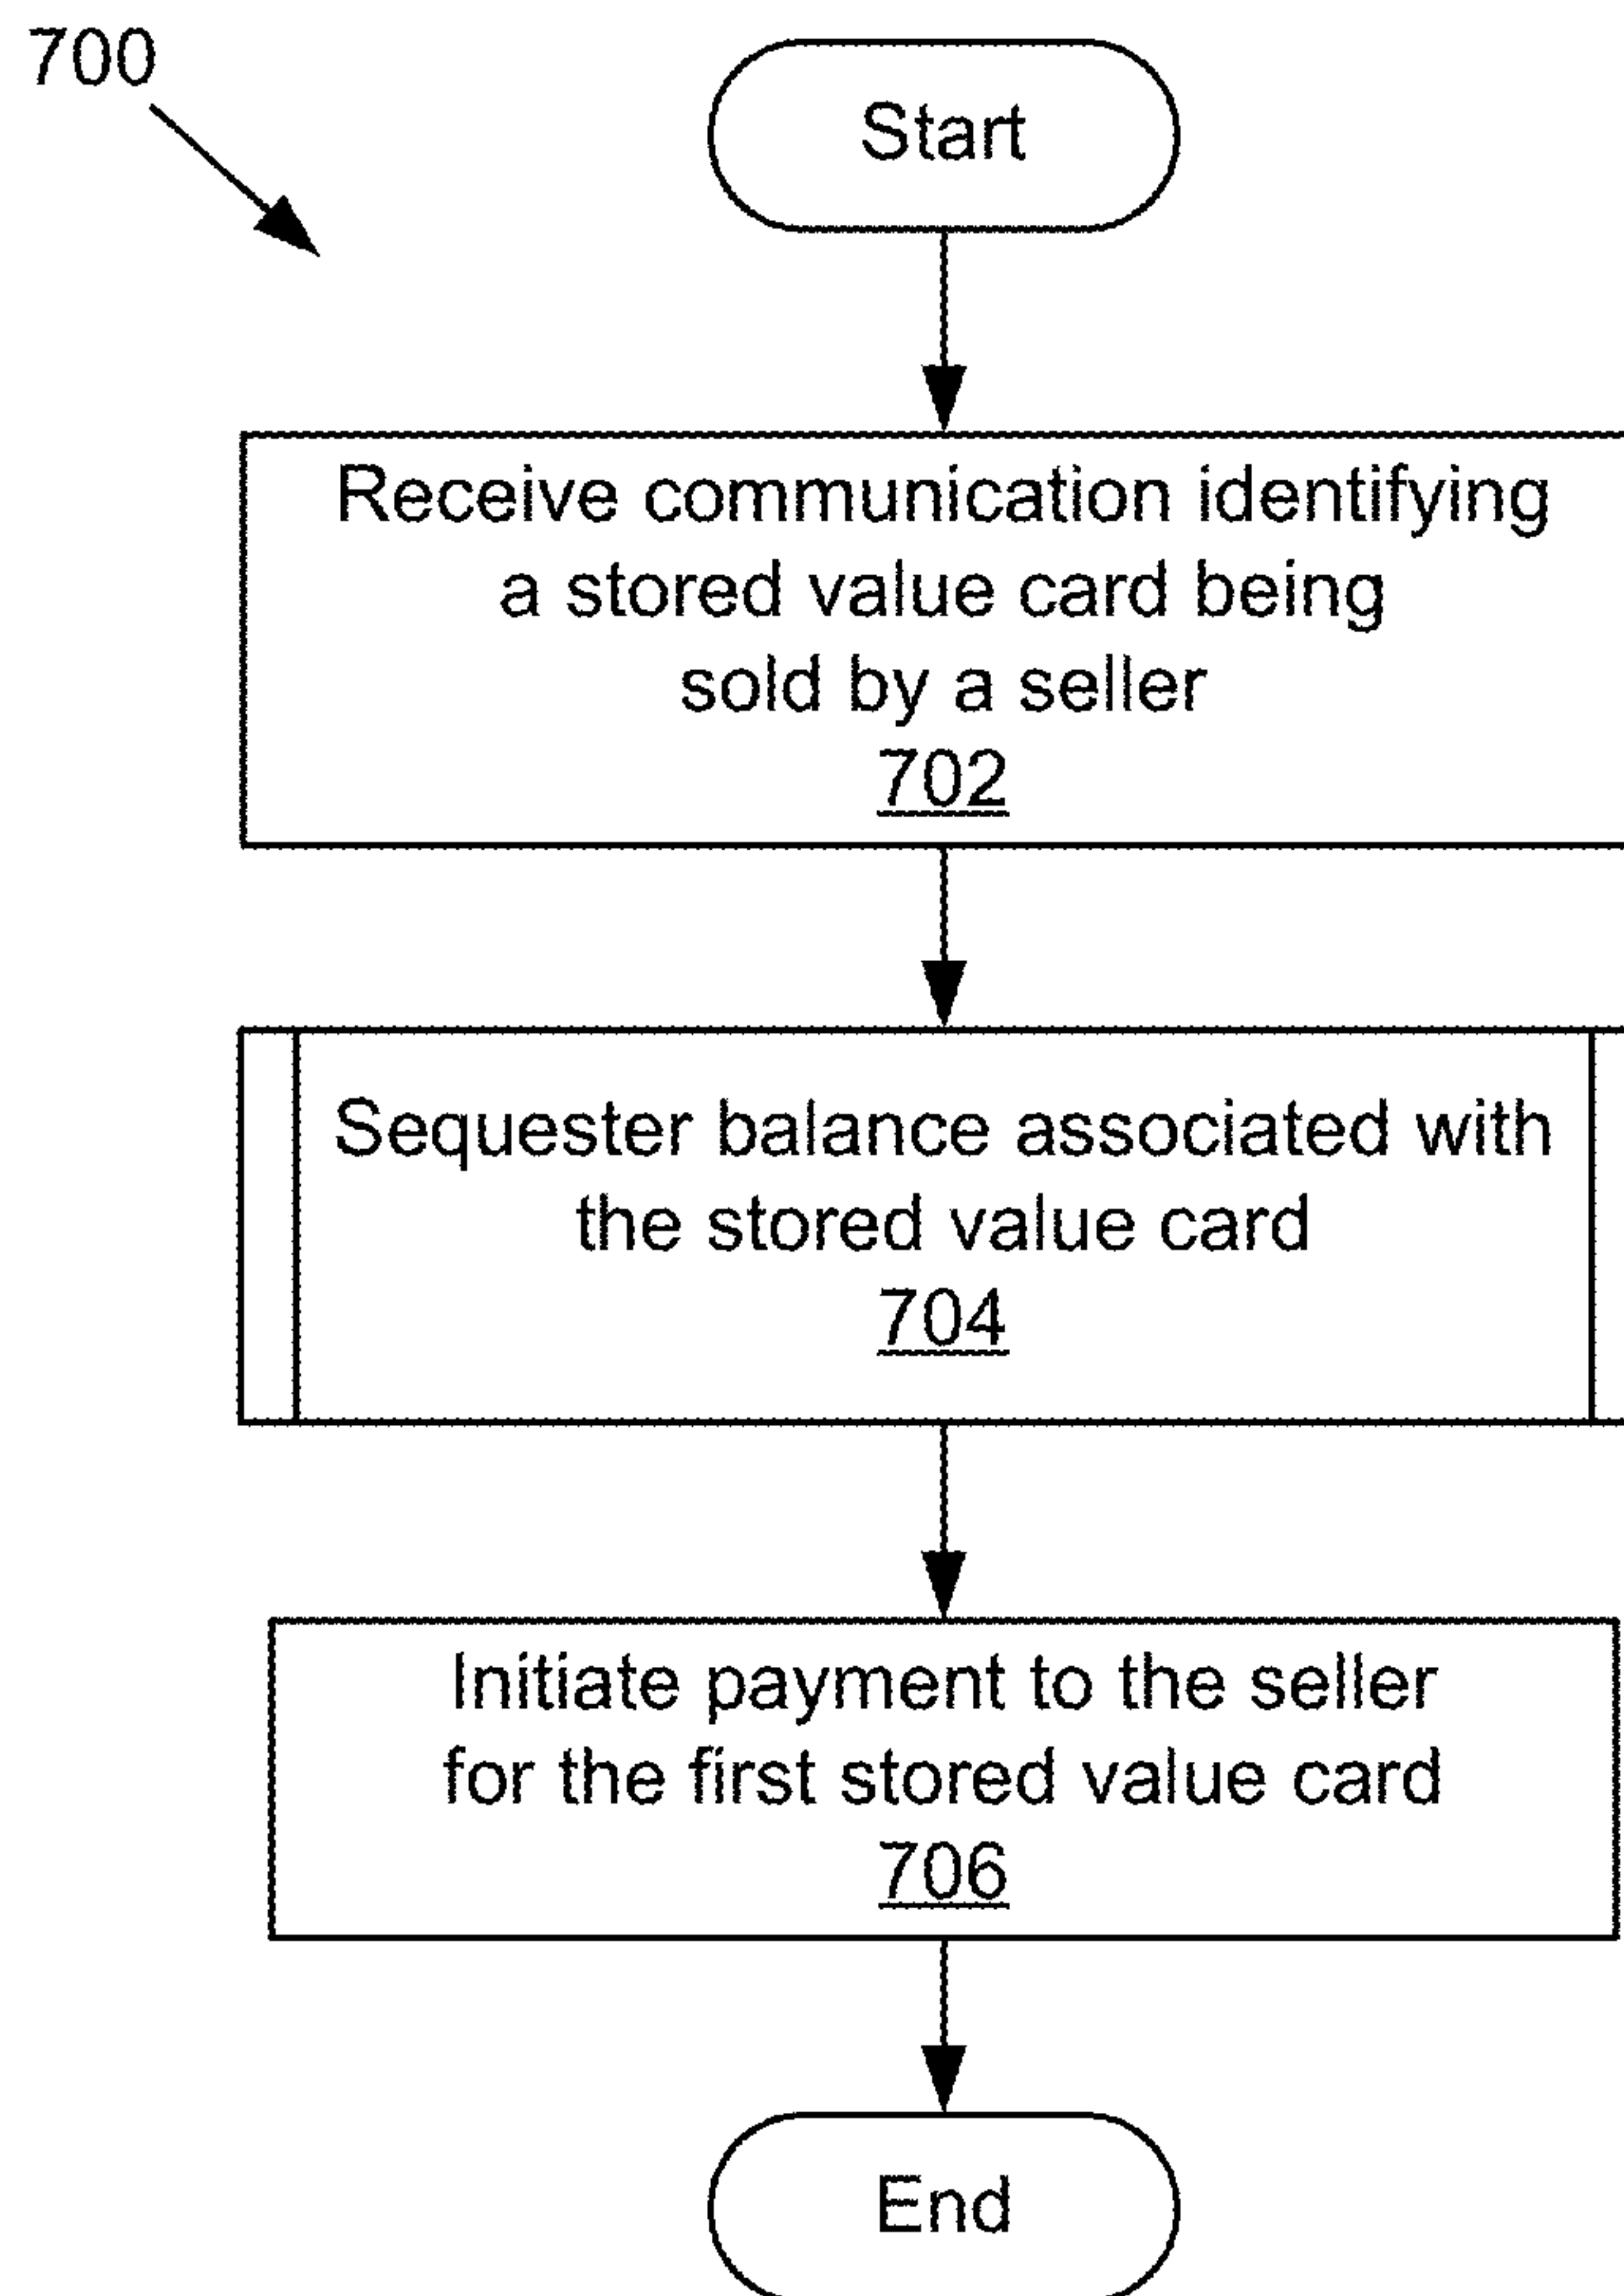 700
Start
Receive communication identifying
a stored value card being
sold by a seller
702
Sequester balance associated with
the stored value card
704
Initiate payment to the seller
for the first stored value card
706
End